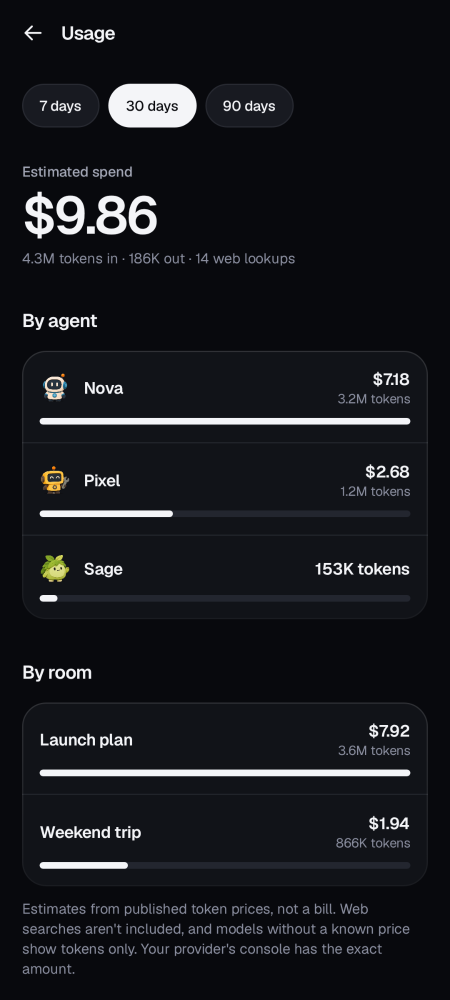 Usage
7 days
30 days
90 days
Estimated spend
$9.86
4.3M tokens in · 186K out · 14 web lookups
By agent
Nova
$7.18
3.2M tokens
Pixel
$2.68
1.2M tokens
Sage
153K tokens
By room
Launch plan
$7.92
3.6M tokens
Weekend trip
$1.94
866K tokens
Estimates from published token prices, not a bill. Web
searches aren't included, and models without a known price
show tokens only. Your provider's console has the exact
amount.